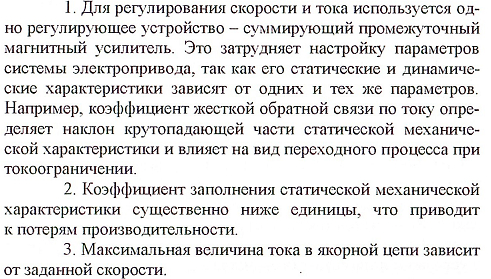 1. Для регулирования скорости и тока используется од-
но регулирующее устройство – суммирующий промежуточный
магнитный усилитель. Это затрудняет настройку параметров
системы электропривода, так как его статические и динамиче-
ские характеристики зависят от одних и тех же параметров.
Например, коэффициент жесткой обратной связи по току опре-
деляет наклон крутопадающей части статической механиче-
ской характеристики и влияет на вид переходного процесса при
токоограничении.
2. Коэффициент заполнения статической механической
характеристики существенно ниже единицы, что приводит
к потерям производительности.
3. Максимальная величина тока в якорной цепи зависит
от заданной скорости.